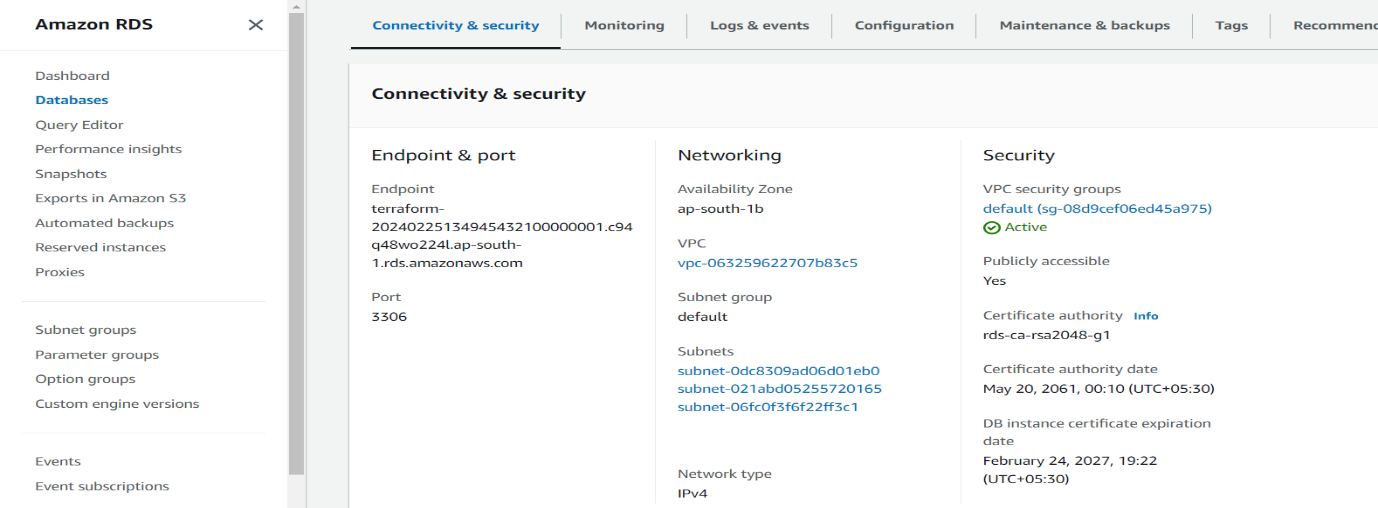 Amazon RDS
Dashboard
Databases
Query Editor
Performance insights
Snapshots
Exports in Amazon S3
Automated backups
Reserved instances
Proxies
Subnet groups
Parameter groups
Option groups
Custom engine versions
Events
Event subscriptions
Connectivity & security
Monitoring
Logs & events
Configuration
Maintenance & backups
Tags
Recommen
Connectivity & security
Endpoint & port
Endpoint
terraform-
20240225134945432100000001.c94
q48wo224l.ap-south-
1.rds.amazonaws.com
Port
3306
Networking
Availability Zone
ap-south-1b
VPC
vpc-063259622707b83c5
Subnet group
default
Subnets
subnet-0dc8309ad06d01eb0
subnet-021abd05255720165
subnet-06fc0f3f6f22ff3c1
Network type
IPv4
Security
VPC security groups
default (sg-08d9cef06ed45a975)
Active
Publicly accessible
Yes
Certificate authority Info
rds-ca-rsa2048-g1
Certificate authority date
May 20, 2061, 00:10 (UTC+05:30)
DB instance certificate expiration
date
February 24, 2027, 19:22
(UTC+05:30)